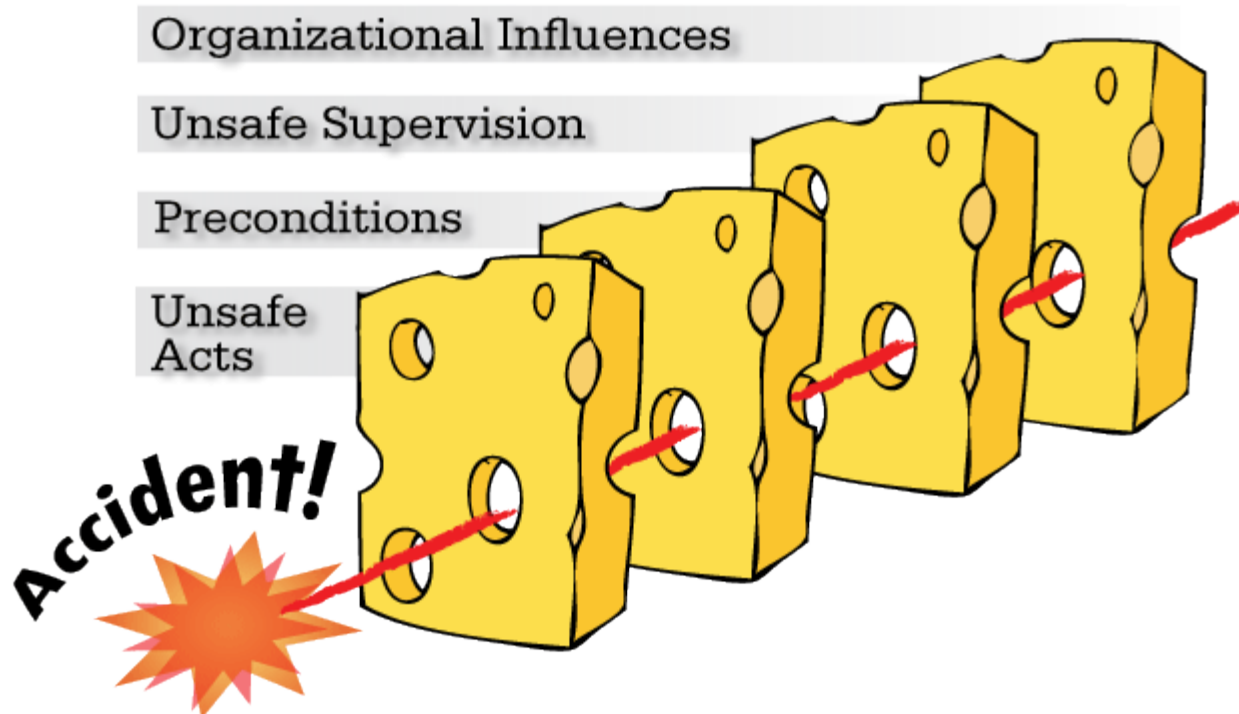 Organizational Influences
Unsafe Supervision
Preconditions
Unsafe
Acts
Accident!